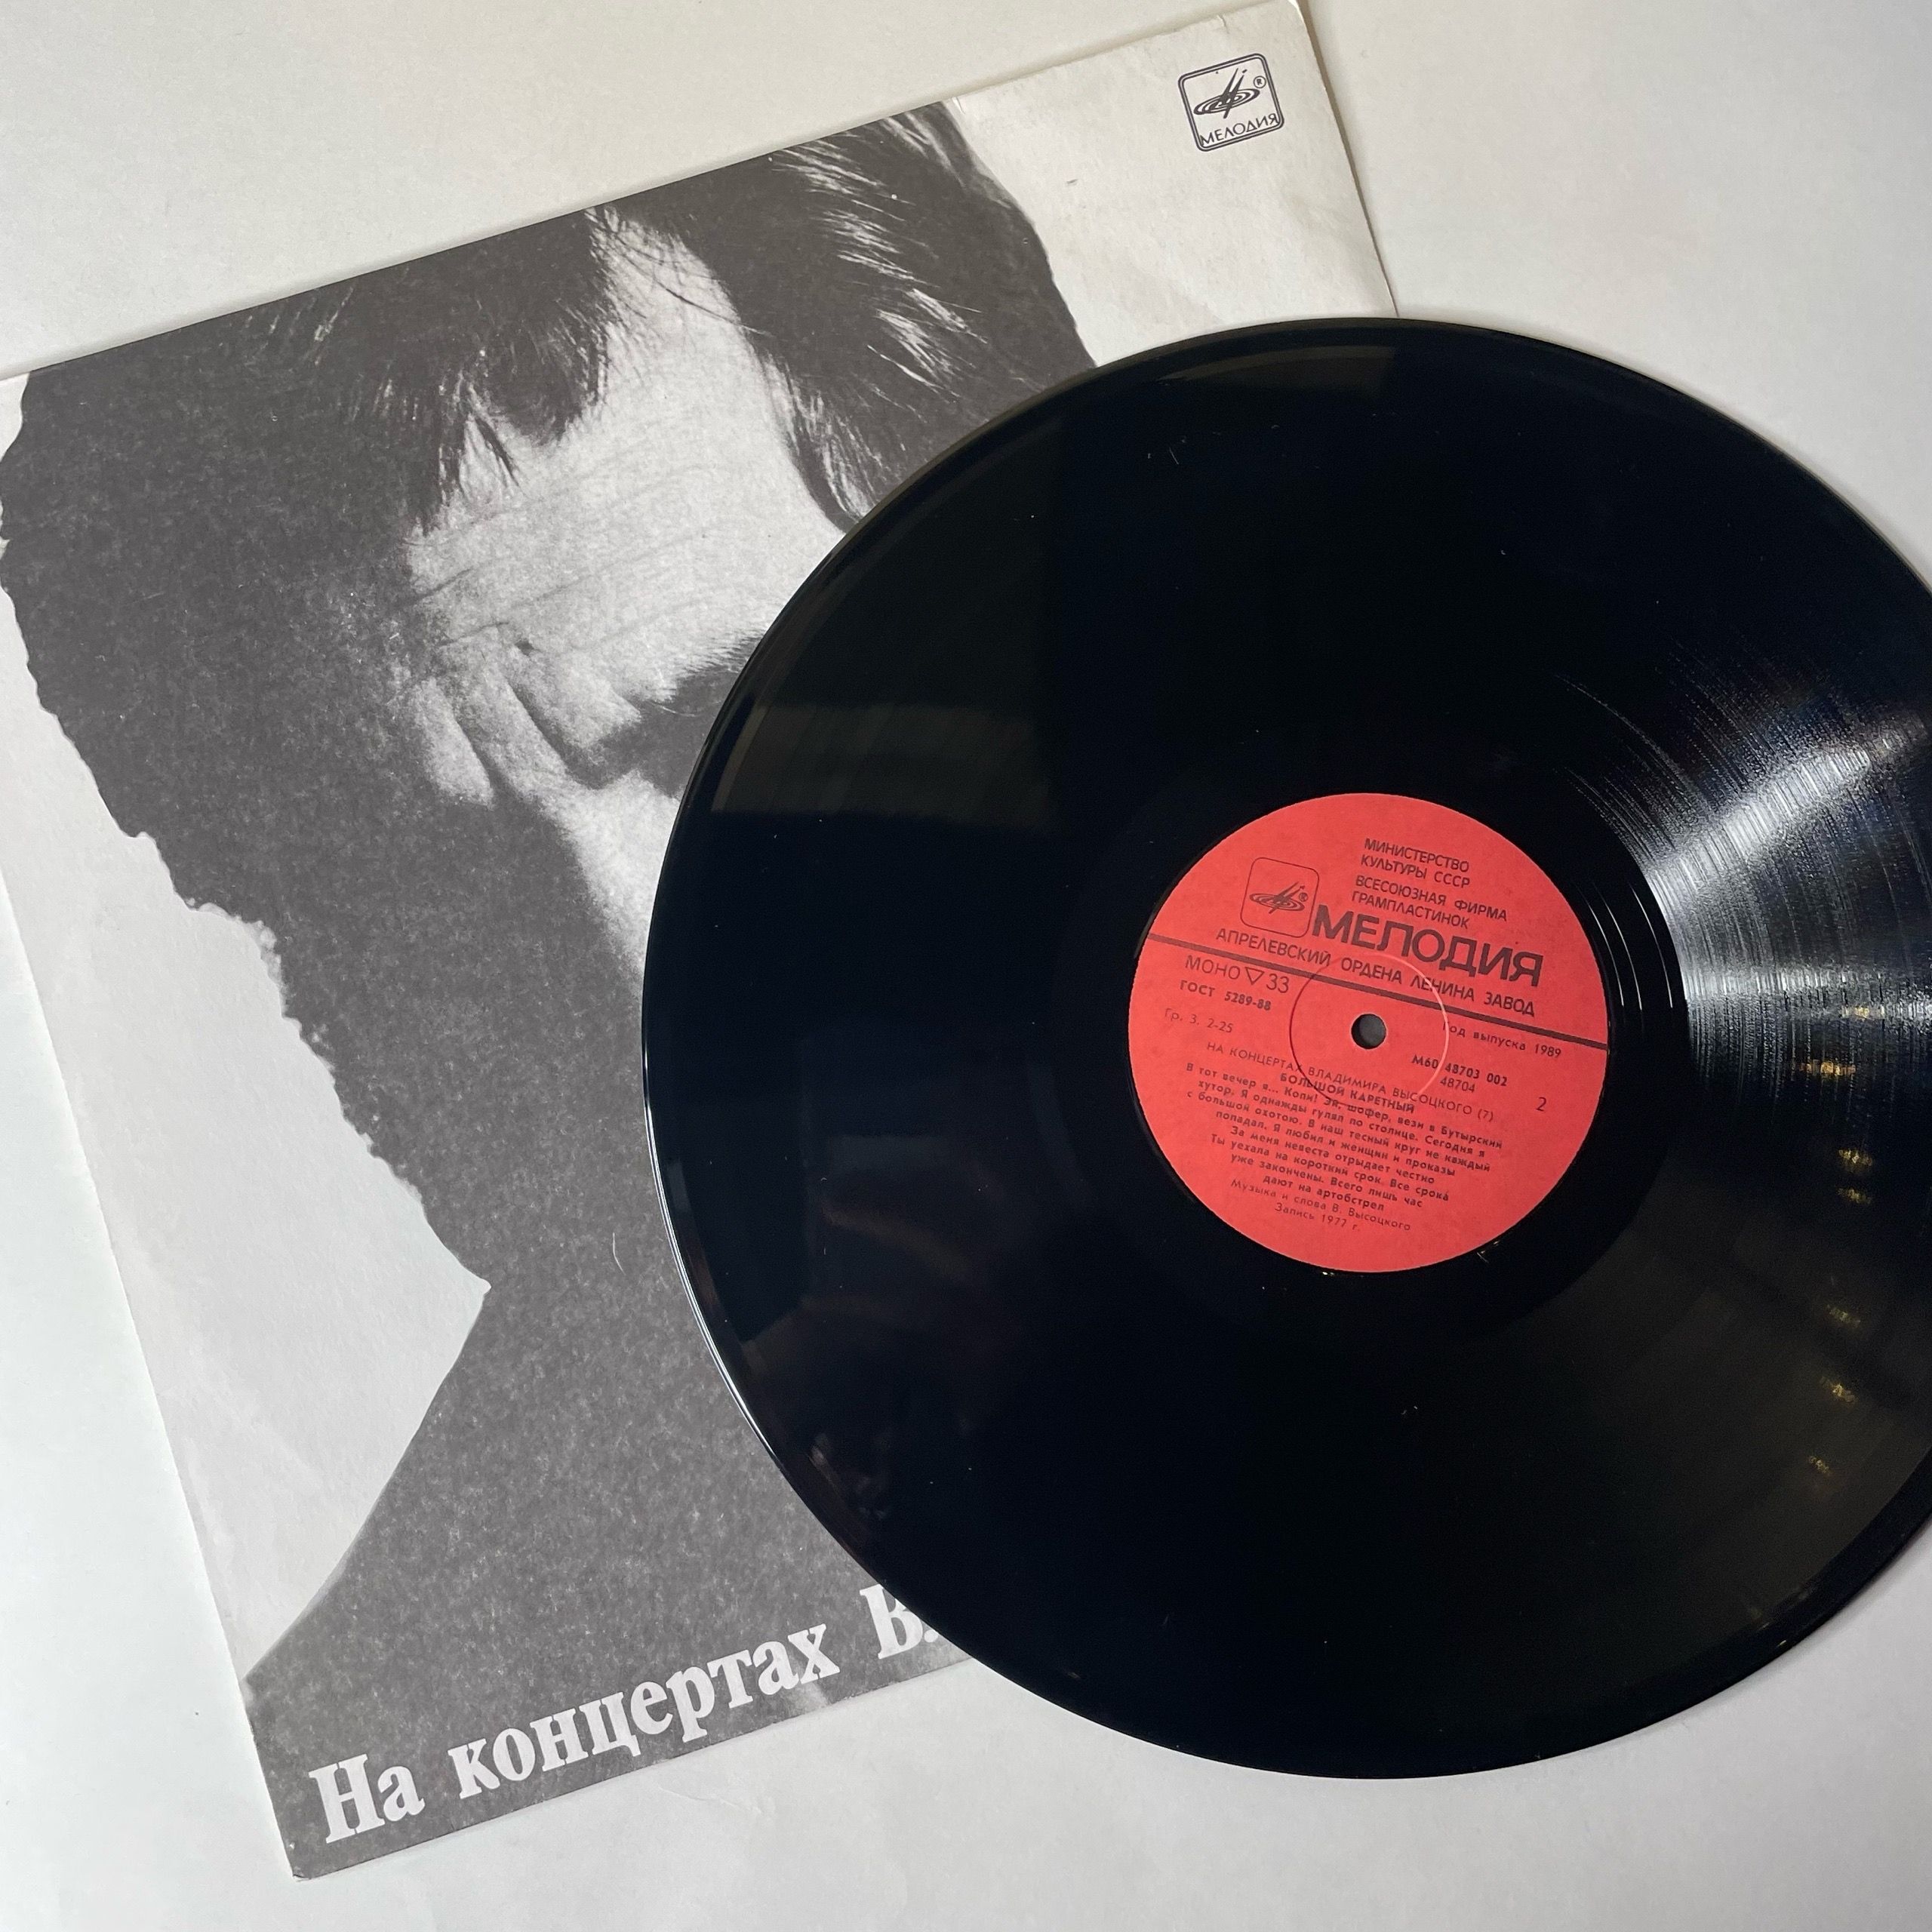 МЕЛОДИЯ
На концертах В
МИНИСТЕРСТВО
КУЛЬТУРЫ СССР
ВСЕСОЮЗНАЯ ФИРМА
ГРАМПЛАСТИНОК
МЕЛОДИЯ
АПРЕЛЕВСКИЙ ОРДЕНА ЛЕНИНА ЗАВОД
МОНО ▽ 33
ГОСТ 5289-88
Год выпуска 1989
Гр. 3. 2-25
М60 48703 002
48704
2
НА КОНЦЕРТАХ ВЛАДИМИРА ВЫСОЦКОГО (7)
БОЛЬШОЙ КАРЕТНЫЙ
В тот вечер я... Копи! Эй, шофер, вези в Бутырский
хутор. Я однажды гулял по столице. Сегодня я
с большой охотою. В наш тесный круг не каждый
попадал. Я любил и женщин и проказы
За меня невеста отрыдает честно
Ты уехала на короткий срок. Все срока
уже закончены. Всего лишь час
дают на артобстрел
Музыка и слова В. Высоцкого
Запись 1977 г.